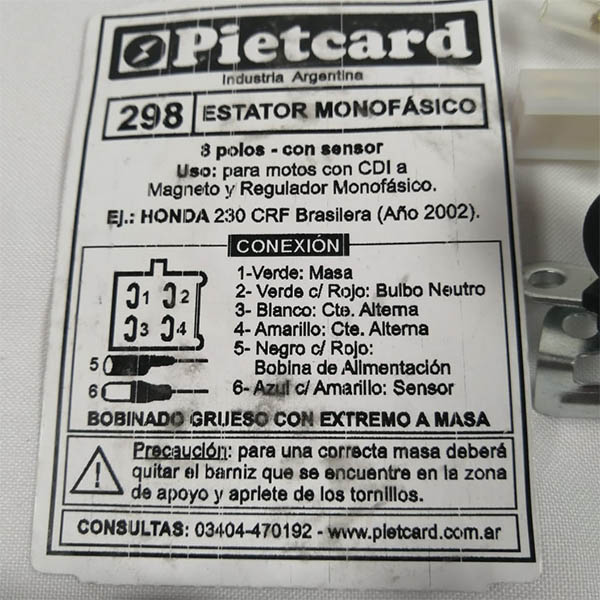 Pietcard
Industria Argentina
298 ESTATOR MONOFÁSICO
8 polos - con sensor
Uso: para motos con CDI a
Magneto y Regulador Monofásico.
Ej.: HONDA 230 CRF Brasilera (Año 2002).
CONEXIÓN
1 2
3 4
5
6
1-Verde: Masa
2- Verde c/ Rojo: Bulbo Neutro
3- Blanco: Cte. Alterna
4- Amarillo: Cte. Alterna
5- Negro c/ Rojo:
Bobina de Alimentación
6- Azul c/ Amarillo: Sensor
BOBINADO GRUESO CON EXTREMO A MASA
Precaución: para una correcta masa deberá
quitar el barniz que se encuentre en la zona
de apoyo y apriete de los tornillos.
CONSULTAS: 03404-470192 - www.pietcard.com.ar